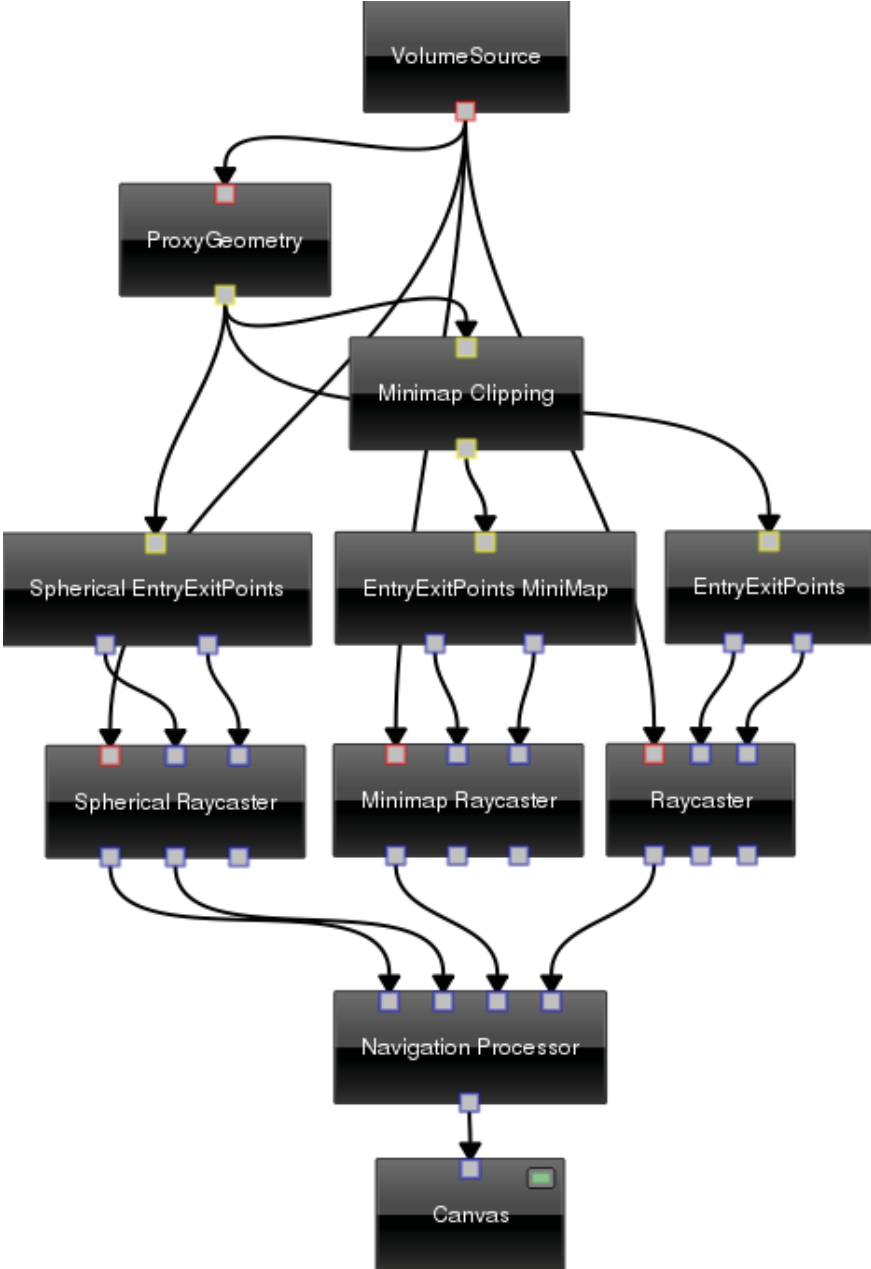 VolumeSource
ProxyGeometry
Minimap Clipping
Spherical EntryExitPoints
EntryExitPoints MiniMap
EntryExitPoints
Spherical Raycaster
Minimap Raycaster
Raycaster
Navigation Processor
Canvas